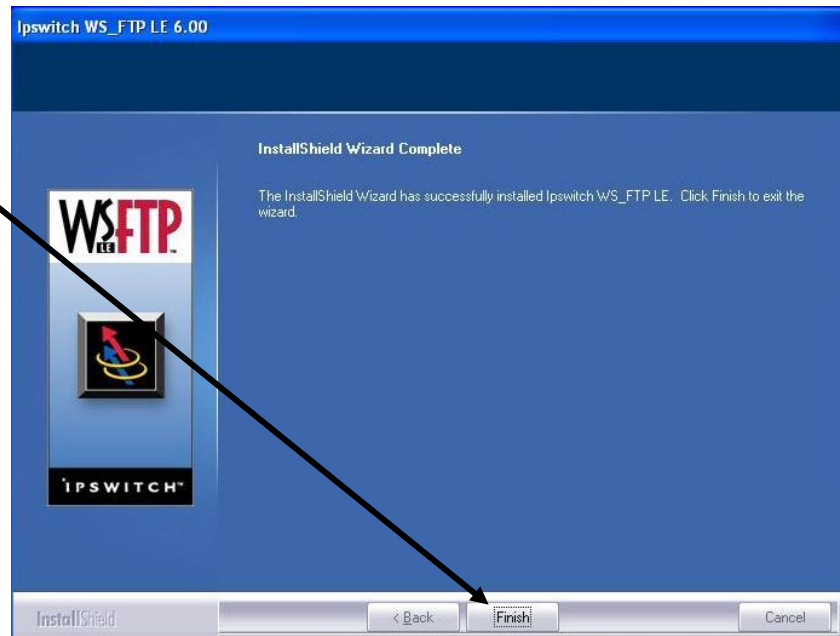 Ipswitch WS_FTP LE 6.00
InstallShield Wizard Complete
The InstallShield Wizard has successfully installed Ipswitch WS_FTP LE. Click Finish to exit the
wizard.
WS FTP
LE
IPSWITCH
InstallShield
< Back
Finish
Cancel